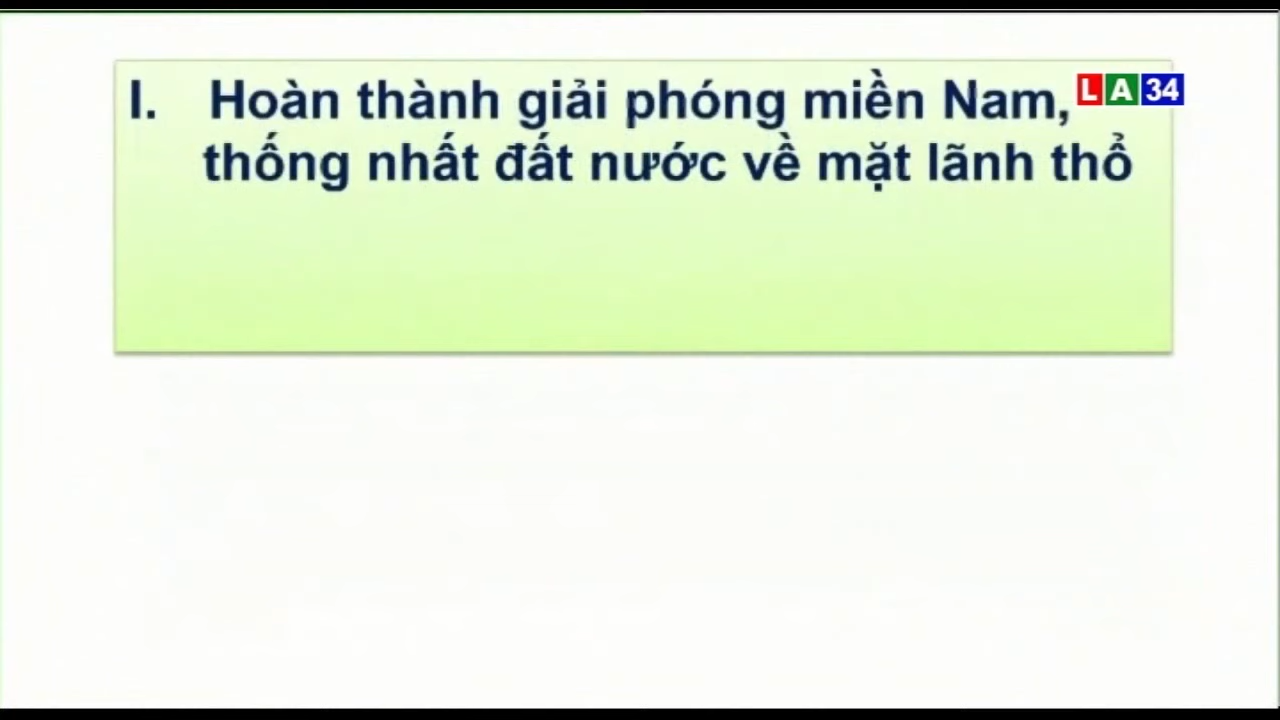 I. Hoàn thành giải phóng miền Nam,
thống nhất đất nước về mặt lãnh thổ
LA34